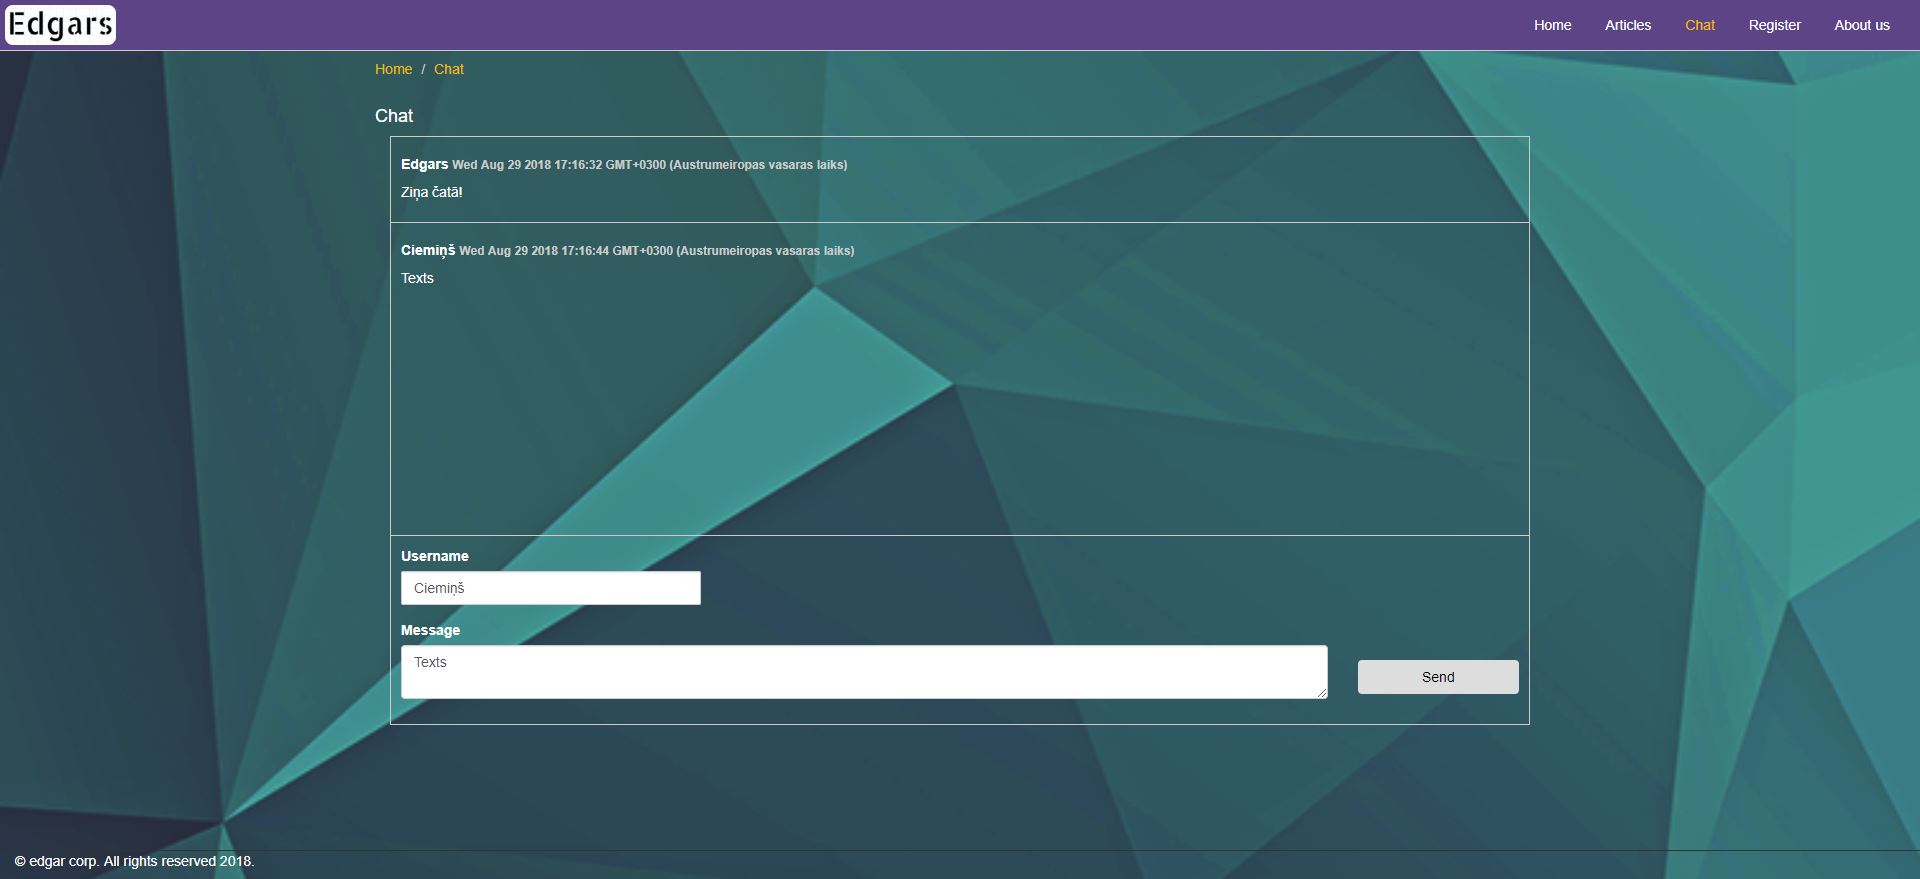 Edgars
Home Articles Chat Register About us
Home / Chat
Chat
Edgars Wed Aug 29 2018 17:16:32 GMT+0300 (Austrumeiropas vasaras laiks)
Ziņa čatā!
Ciemiņš Wed Aug 29 2018 17:16:44 GMT+0300 (Austrumeiropas vasaras laiks)
Texts
Username
Ciemiņš
Message
Texts
Send
© edgar corp. All rights reserved 2018.